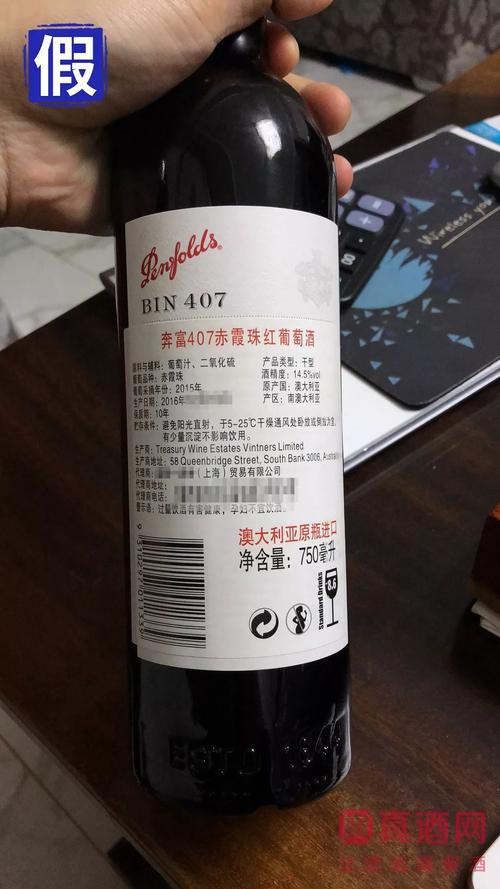 假
Wireless you
Penfolds
BIN 407
奔富407赤霞珠红葡萄酒
原料与辅料：葡萄汁、二氧化硫 产品类型：干型
葡萄品种：赤霞珠 酒精度：14.5%vol
葡萄采摘年份：2015年 原产国：澳大利亚
生产日期：2016年 产区：南澳大利亚
保质期：10年
贮存条件：避免阳光直射，于5-25℃干燥通风处卧放或倒加为宜，
有少量沉淀不影响饮用。
生产商：Treasury Wine Estates Vintners Limited
生产商地址：58 Queenbridge Street, South Bank 3006, Australia
代理商：（上海）贸易有限公司
代理商地址：
代理商电话：
警示语：过量饮酒有害健康，孕妇不宜饮酒。
澳大利亚原瓶进口
净含量：750毫升
8.6
Standard Drinks
ESTD 1844
真酒网